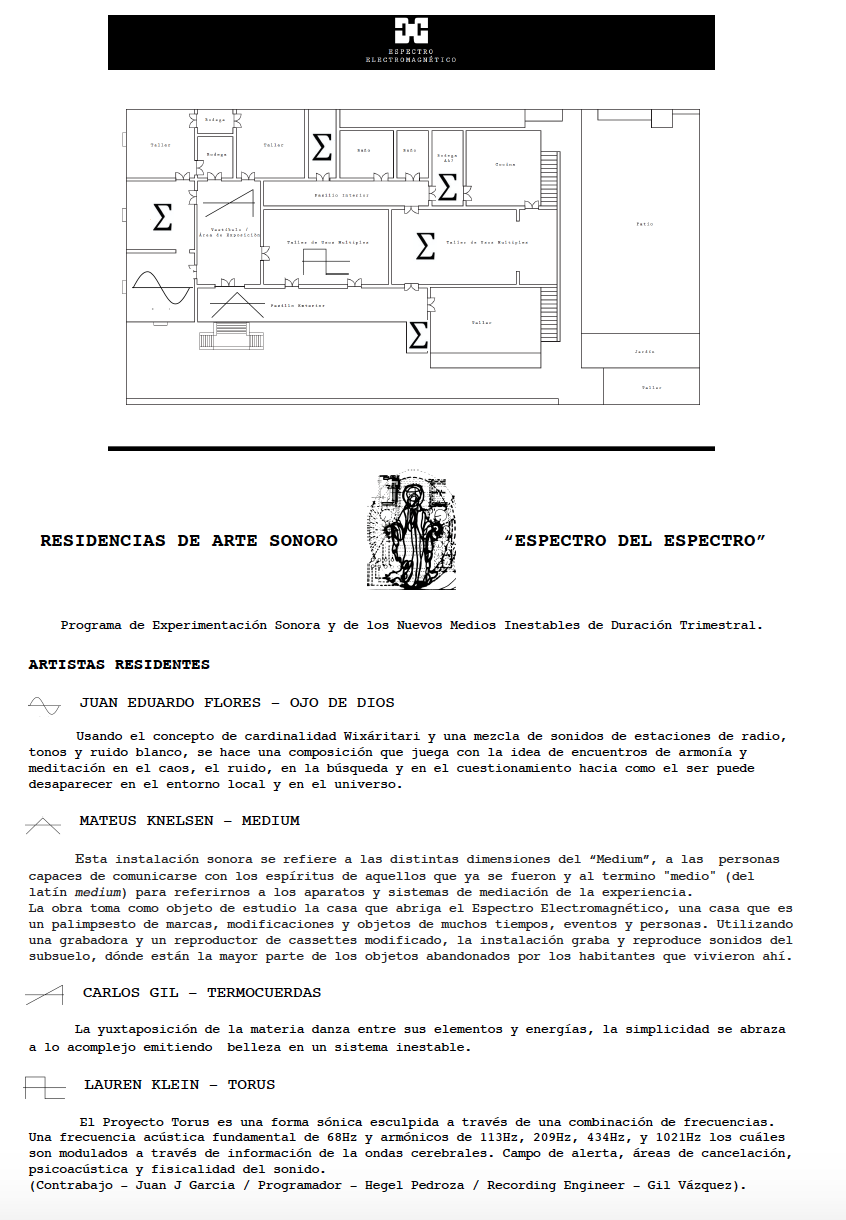 ESPECTRO
ELECTROMAGNÉTICO
Bodega
Taller
Taller
Bodega
Baño
Baño
Bodega
Cocina
Pasillo Interior
Patio
Vestíbulo /
Área de Exposición
Taller de Usos Multiples
Taller de Usos Multiples
Pasillo Exterior
Taller
Jardín
Taller
Σ
Σ
Σ
Σ
Σ
RESIDENCIAS DE ARTE SONORO
“ESPECTRO DEL ESPECTRO”
Programa de Experimentación Sonora y de los Nuevos Medios Inestables de Duración Trimestral.
ARTISTAS RESIDENTES
JUAN EDUARDO FLORES – OJO DE DIOS
Usando el concepto de cardinalidad Wixáritari y una mezcla de sonidos de estaciones de radio,
tonos y ruido blanco, se hace una composición que juega con la idea de encuentros de armonía y
meditación en el caos, el ruido, en la búsqueda y en el cuestionamiento hacia como el ser puede
desaparecer en el entorno local y en el universo.
MATEUS KNELSEN – MEDIUM
Esta instalación sonora se refiere a las distintas dimensiones del “Medium”, a las personas
capaces de comunicarse con los espíritus de aquellos que ya se fueron y al termino "medio" (del
latín medium) para referirnos a los aparatos y sistemas de mediación de la experiencia.
La obra toma como objeto de estudio la casa que abriga el Espectro Electromagnético, una casa que es
un palimpsesto de marcas, modificaciones y objetos de muchos tiempos, eventos y personas. Utilizando
una grabadora y un reproductor de cassettes modificado, la instalación graba y reproduce sonidos del
subsuelo, dónde están la mayor parte de los objetos abandonados por los habitantes que vivieron ahí.
CARLOS GIL – TERMOCUERDAS
La yuxtaposición de la materia danza entre sus elementos y energías, la simplicidad se abraza
a lo acomplejo emitiendo belleza en un sistema inestable.
LAUREN KLEIN – TORUS
El Proyecto Torus es una forma sónica esculpida a través de una combinación de frecuencias.
Una frecuencia acústica fundamental de 68Hz y armónicos de 113Hz, 209Hz, 434Hz, y 1021Hz los cuáles
son modulados a través de información de la ondas cerebrales. Campo de alerta, áreas de cancelación,
psicoacústica y fisicalidad del sonido.
(Contrabajo – Juan J Garcia / Programador – Hegel Pedroza / Recording Engineer – Gil Vázquez).